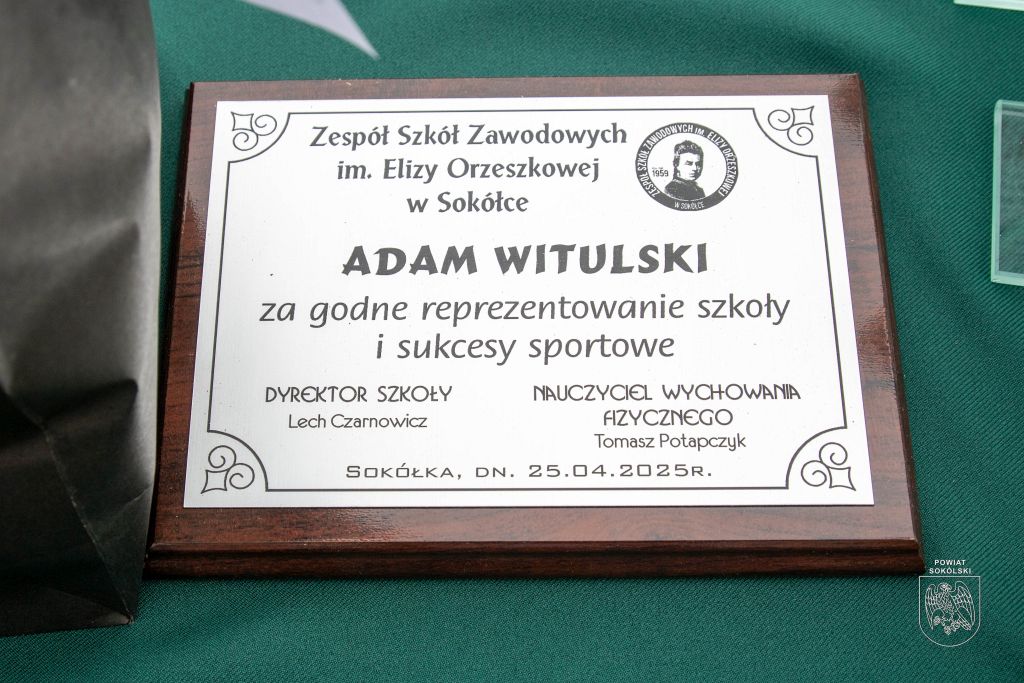 Zespół Szkół Zawodowych
im. Elizy Orzeszkowej
w Sokółce
ZESPÓŁ SZKÓŁ ZAWODOWYCH IM. ELIZY ORZESZKOWEJ
1959
W SOKÓŁCE
ADAM WITULSKI
za godne reprezentowanie szkoły
i sukcesy sportowe
DYREKTOR SZKOŁY
Lech Czarnowicz
NAUCZYCIEL WYCHOWANIA
FIZYCZNEGO
Tomasz Potapczyk
SOKÓŁKA, DN. 25.04.2025R.
POWIAT
SOKÓLSKI